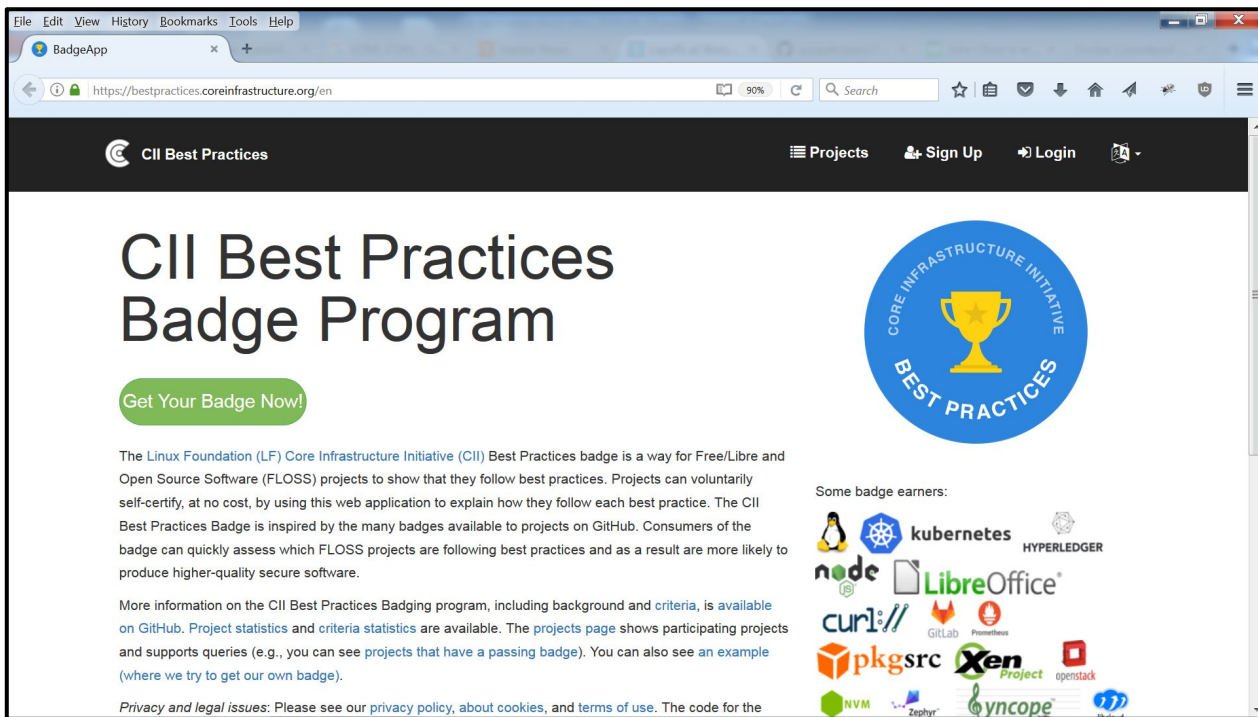 File Edit View History Bookmarks Tools Help
BadgeApp
https://bestpractices.coreinfrastructure.org/en
90%
Search
CII Best Practices
Projects
Sign Up
Login
CII Best Practices
Badge Program
Get Your Badge Now!
The Linux Foundation (LF) Core Infrastructure Initiative (CII) Best Practices badge is a way for Free/Libre and
Open Source Software (FLOSS) projects to show that they follow best practices. Projects can voluntarily
self-certify, at no cost, by using this web application to explain how they follow each best practice. The CII
Best Practices Badge is inspired by the many badges available to projects on GitHub. Consumers of the
badge can quickly assess which FLOSS projects are following best practices and as a result are more likely to
produce higher-quality secure software.
More information on the CII Best Practices Badging program, including background and criteria, is available
on GitHub. Project statistics and criteria statistics are available. The projects page shows participating projects
and supports queries (e.g., you can see projects that have a passing badge). You can also see an example
(where we try to get our own badge).
Privacy and legal issues: Please see our privacy policy, about cookies, and terms of use. The code for the
CORE INFRASTRUCTURE INITIATIVE
BEST PRACTICES
Some badge earners:
kubernetes
HYPERLEDGER
node
JS
LibreOffice
curl://
GitLab
Prometheus
pkgsrc
Xen
Project
openstack
NVM
Zephyr
Syncope